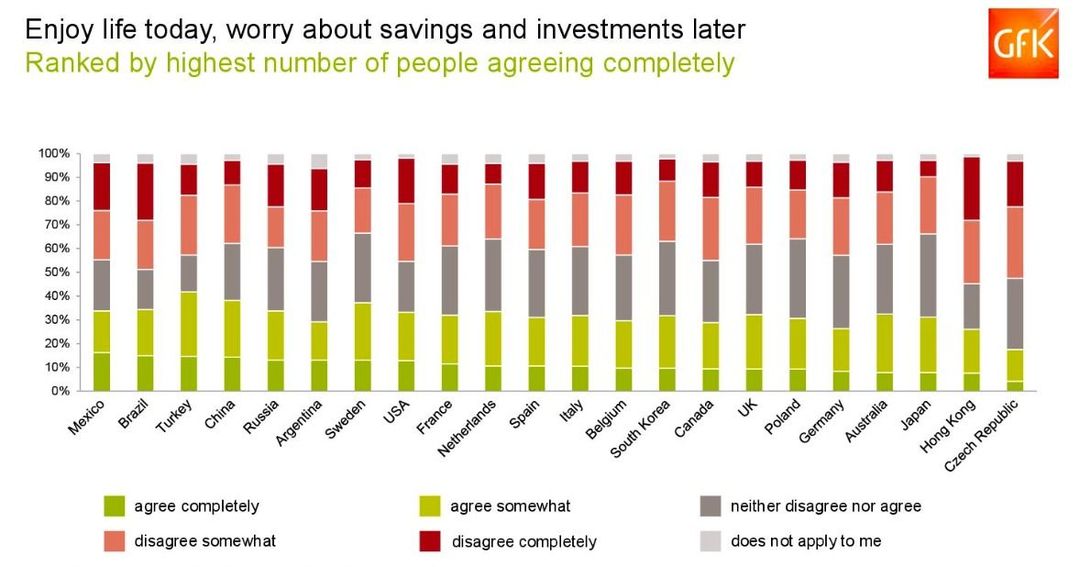 Enjoy life today, worry about savings and investments later
Ranked by highest number of people agreeing completely
GfK
100%
90%
80%
70%
60%
50%
40%
30%
20%
10%
0%
Mexico
Brazil
Turkey
China
Russia
Argentina
Sweden
USA
France
Netherlands
Spain
Italy
Belgium
South Korea
Canada
UK
Poland
Germany
Australia
Japan
Hong Kong
Czech Republic
agree completely
agree somewhat
neither disagree nor agree
disagree somewhat
disagree completely
does not apply to me